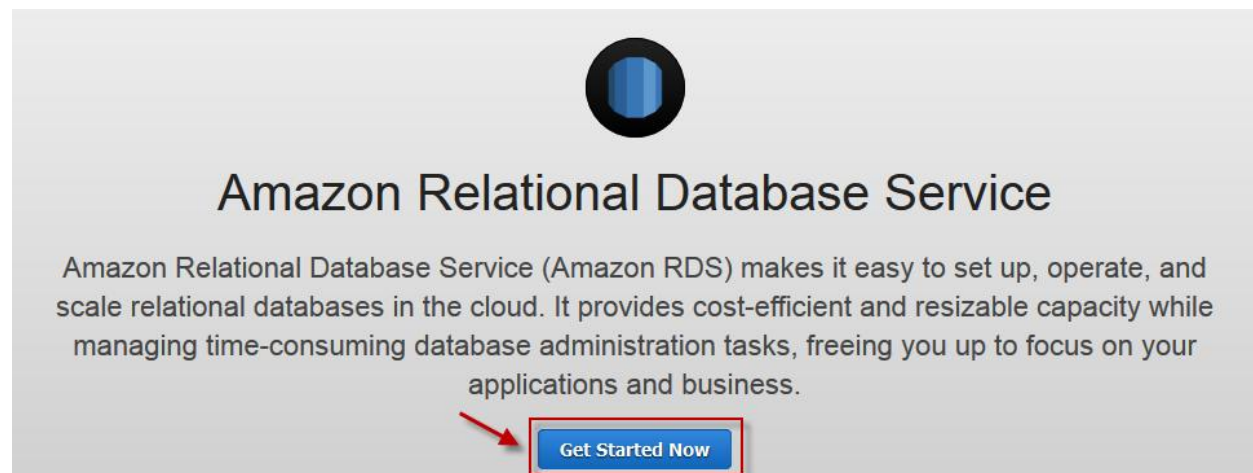 Amazon Relational Database Service
Amazon Relational Database Service (Amazon RDS) makes it easy to set up, operate, and
scale relational databases in the cloud. It provides cost-efficient and resizable capacity while
managing time-consuming database administration tasks, freeing you up to focus on your
applications and business.
Get Started Now